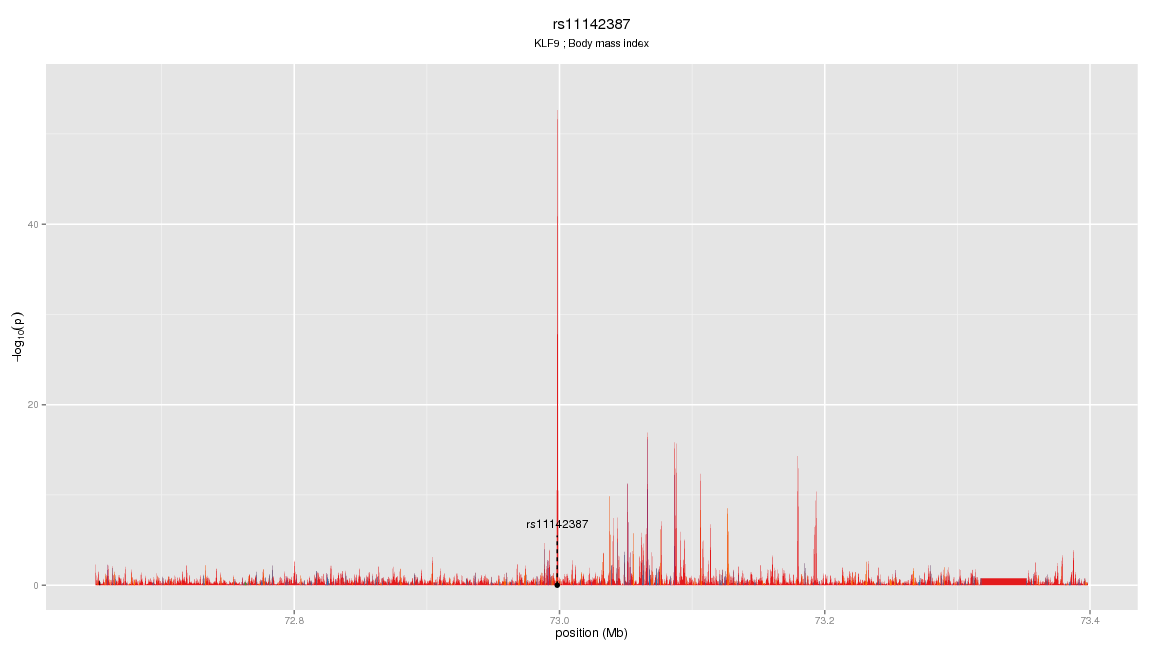 rs11142387
KLF9 ; Body mass index
40
20
0
−log10(p)
rs11142387
72.8
73.0
73.2
73.4
position (Mb)